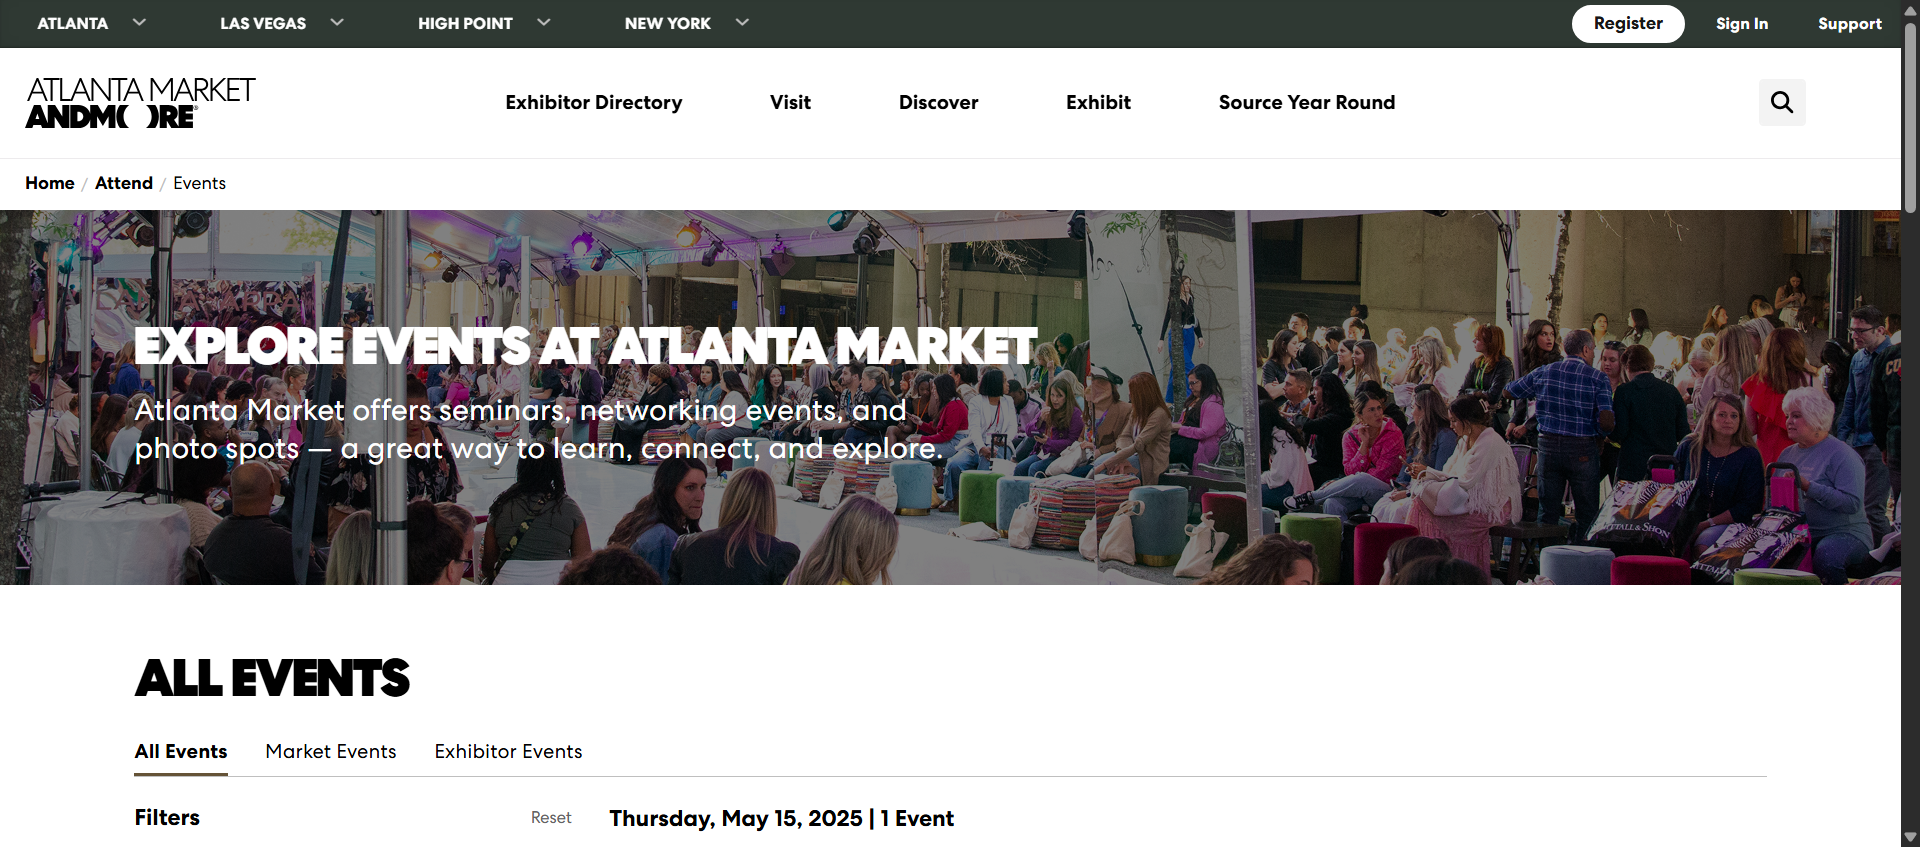 ATLANTA
LAS VEGAS
HIGH POINT
NEW YORK
Register
Sign In
Support
ATLANTA MARKET
ANDMORE®
Exhibitor Directory
Visit
Discover
Exhibit
Source Year Round
Home / Attend / Events
EXPLORE EVENTS AT ATLANTA MARKET
Atlanta Market offers seminars, networking events, and
photo spots — a great way to learn, connect, and explore.
ALL EVENTS
All Events
Market Events
Exhibitor Events
Filters
Reset
Thursday, May 15, 2025 | 1 Event